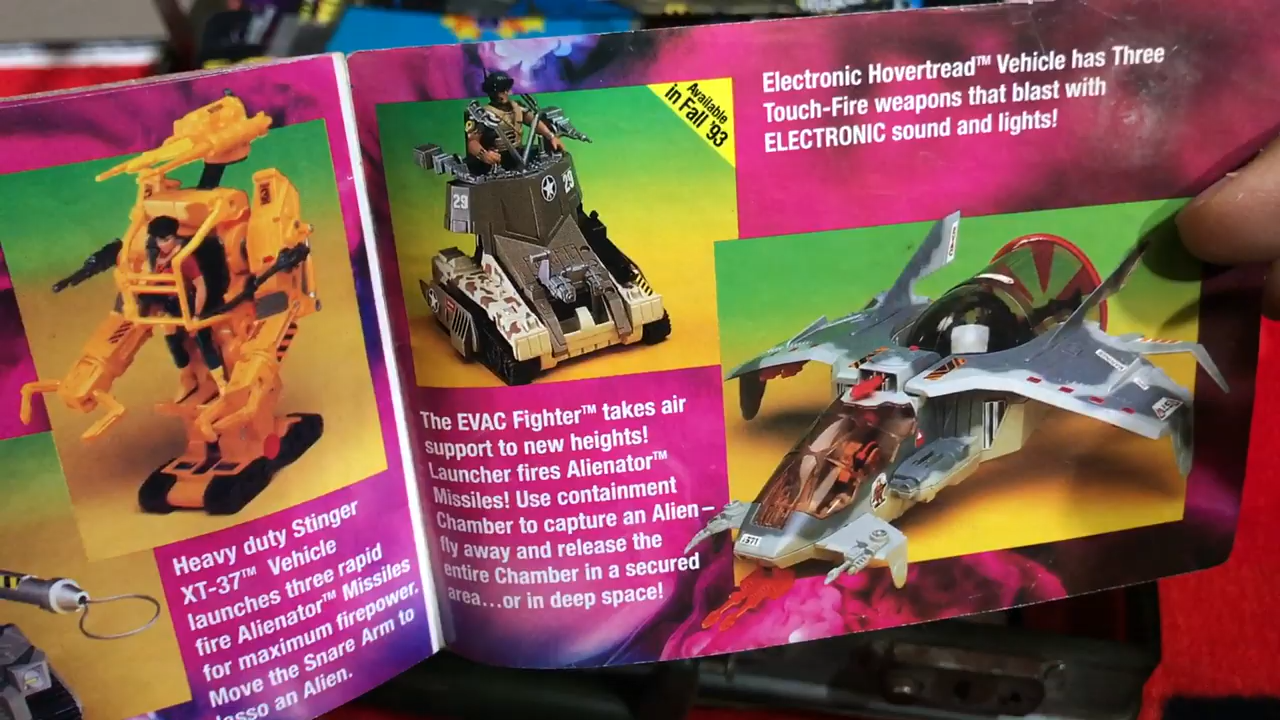 Heavy duty Stinger
XT-37™ Vehicle
launches three rapid
fire Alienator™ Missiles
for maximum firepower.
Move the Snare Arm to
lasso an Alien.
Available
in Fall '93
29
29
The EVAC Fighter™ takes air
support to new heights!
Launcher fires Alienator™
Missiles! Use containment
Chamber to capture an Alien–
fly away and release the
entire Chamber in a secured
area...or in deep space!
Electronic Hovertread™ Vehicle has Three
Touch-Fire weapons that blast with
ELECTRONIC sound and lights!